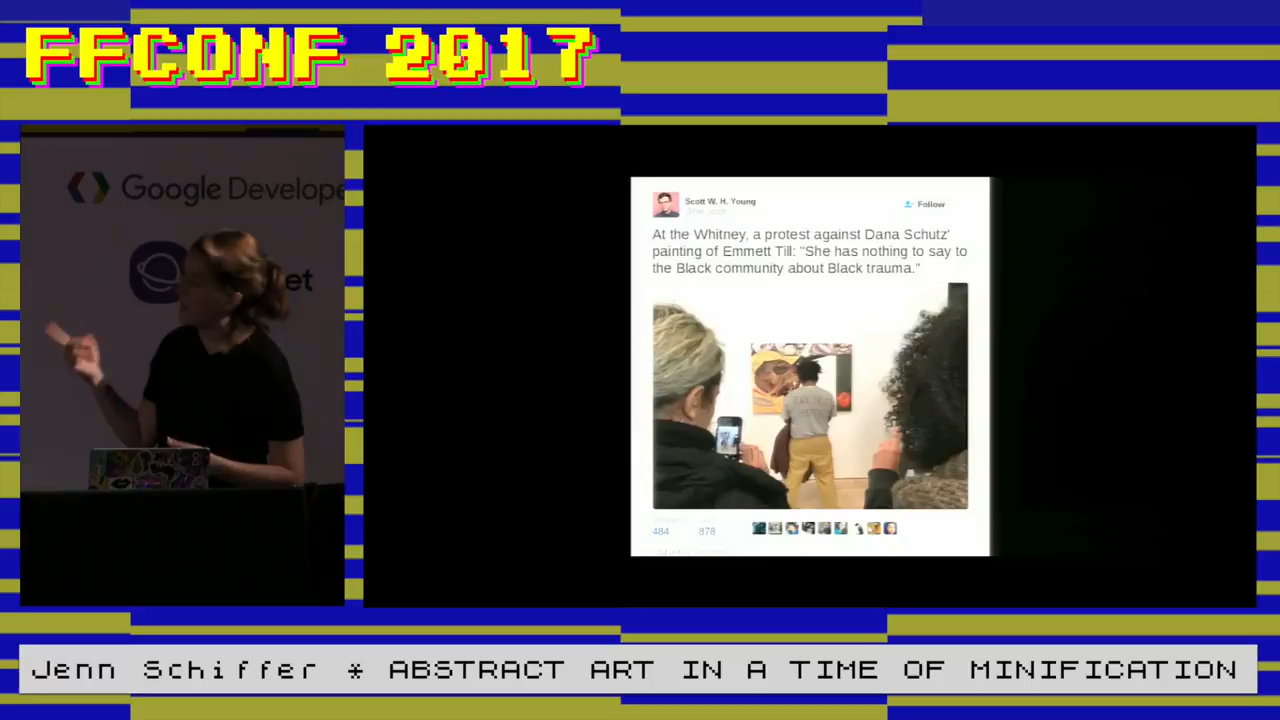 FFCONF 2017
Google Develope
et
Scott W. H. Young
Follow
At the Whitney, a protest against Dana Schutz'
painting of Emmett Till: "She has nothing to say to
the Black community about Black trauma."
484 878
Jenn Schiffer * ABSTRACT ART IN A TIME OF MINIFICATION